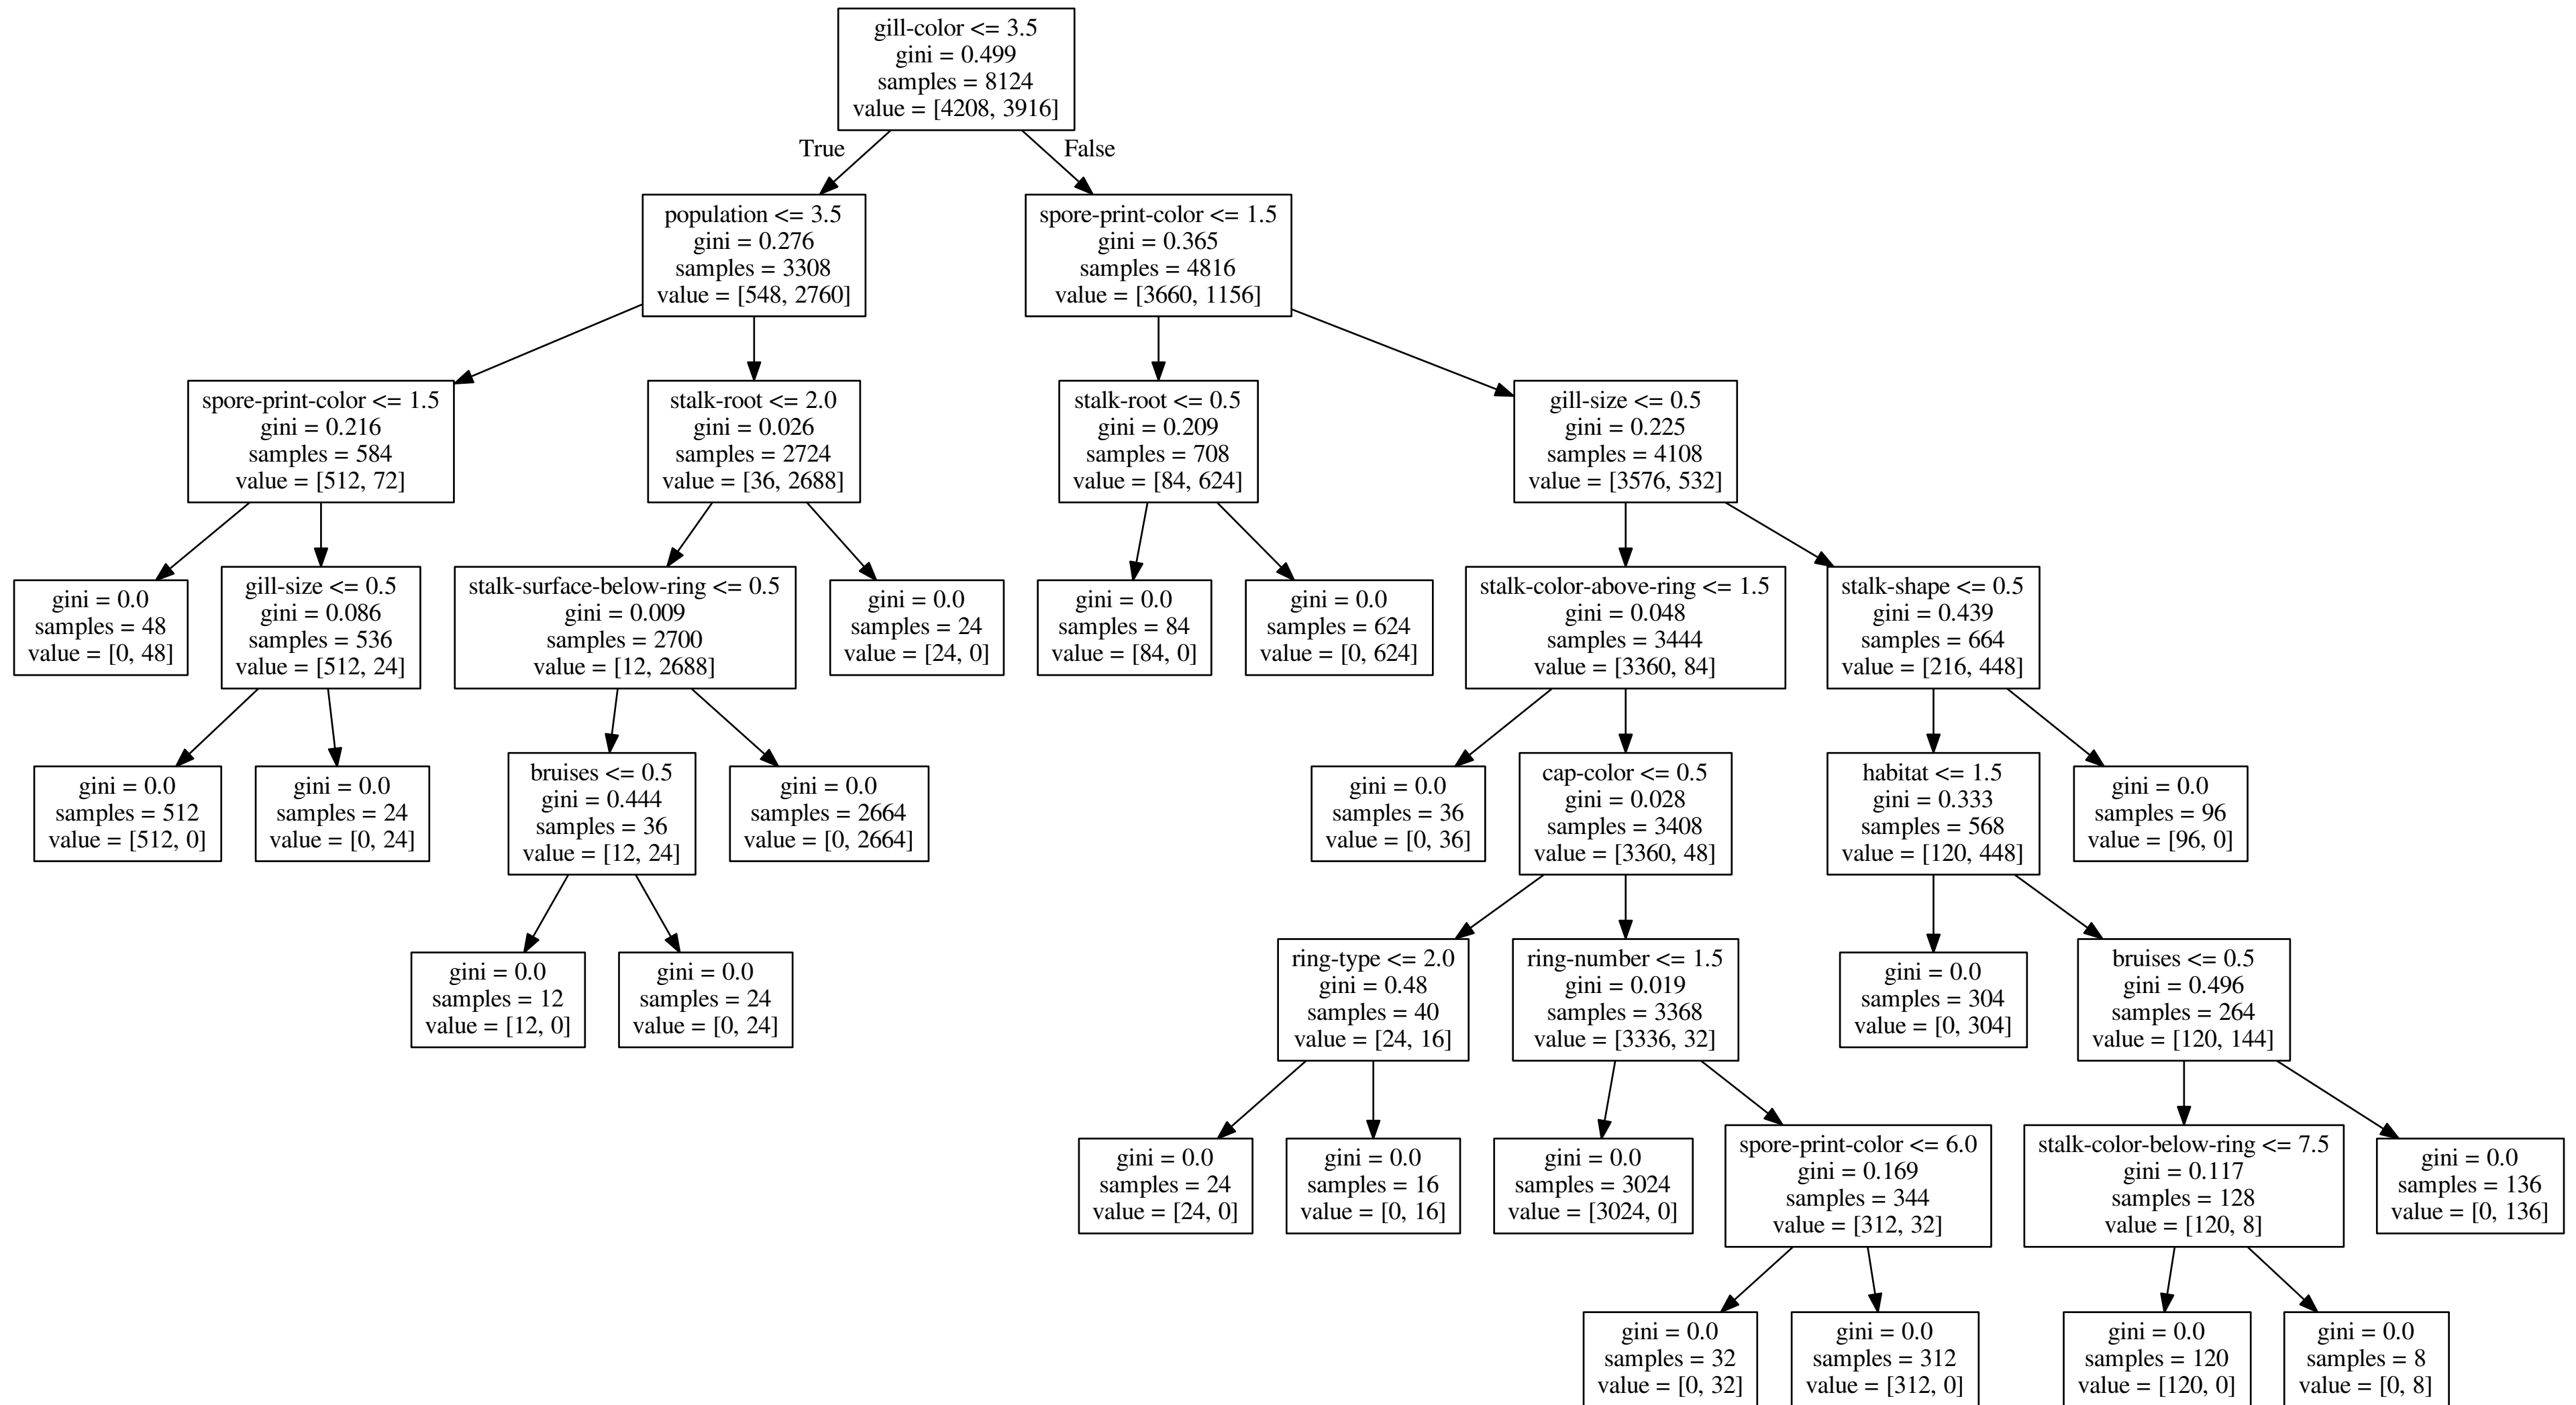 gill-color <= 3.5
gini = 0.499
samples = 8124
value = [4208, 3916]
True
False
population <= 3.5
gini = 0.276
samples = 3308
value = [548, 2760]
spore-print-color <= 1.5
gini = 0.365
samples = 4816
value = [3660, 1156]
spore-print-color <= 1.5
gini = 0.216
samples = 584
value = [512, 72]
stalk-root <= 2.0
gini = 0.026
samples = 2724
value = [36, 2688]
stalk-root <= 0.5
gini = 0.209
samples = 708
value = [84, 624]
gill-size <= 0.5
gini = 0.225
samples = 4108
value = [3576, 532]
gini = 0.0
samples = 48
value = [0, 48]
gill-size <= 0.5
gini = 0.086
samples = 536
value = [512, 24]
stalk-surface-below-ring <= 0.5
gini = 0.009
samples = 2700
value = [12, 2688]
gini = 0.0
samples = 24
value = [24, 0]
gini = 0.0
samples = 84
value = [84, 0]
gini = 0.0
samples = 624
value = [0, 624]
stalk-color-above-ring <= 1.5
gini = 0.048
samples = 3444
value = [3360, 84]
stalk-shape <= 0.5
gini = 0.439
samples = 664
value = [216, 448]
gini = 0.0
samples = 512
value = [512, 0]
gini = 0.0
samples = 24
value = [0, 24]
bruises <= 0.5
gini = 0.444
samples = 36
value = [12, 24]
gini = 0.0
samples = 2664
value = [0, 2664]
gini = 0.0
samples = 36
value = [0, 36]
cap-color <= 0.5
gini = 0.028
samples = 3408
value = [3360, 48]
habitat <= 1.5
gini = 0.333
samples = 568
value = [120, 448]
gini = 0.0
samples = 96
value = [96, 0]
gini = 0.0
samples = 12
value = [12, 0]
gini = 0.0
samples = 24
value = [0, 24]
ring-type <= 2.0
gini = 0.48
samples = 40
value = [24, 16]
ring-number <= 1.5
gini = 0.019
samples = 3368
value = [3336, 32]
gini = 0.0
samples = 304
value = [0, 304]
bruises <= 0.5
gini = 0.496
samples = 264
value = [120, 144]
gini = 0.0
samples = 24
value = [24, 0]
gini = 0.0
samples = 16
value = [0, 16]
gini = 0.0
samples = 3024
value = [3024, 0]
spore-print-color <= 6.0
gini = 0.169
samples = 344
value = [312, 32]
stalk-color-below-ring <= 7.5
gini = 0.117
samples = 128
value = [120, 8]
gini = 0.0
samples = 136
value = [0, 136]
gini = 0.0
samples = 32
value = [0, 32]
gini = 0.0
samples = 312
value = [312, 0]
gini = 0.0
samples = 120
value = [120, 0]
gini = 0.0
samples = 8
value = [0, 8]